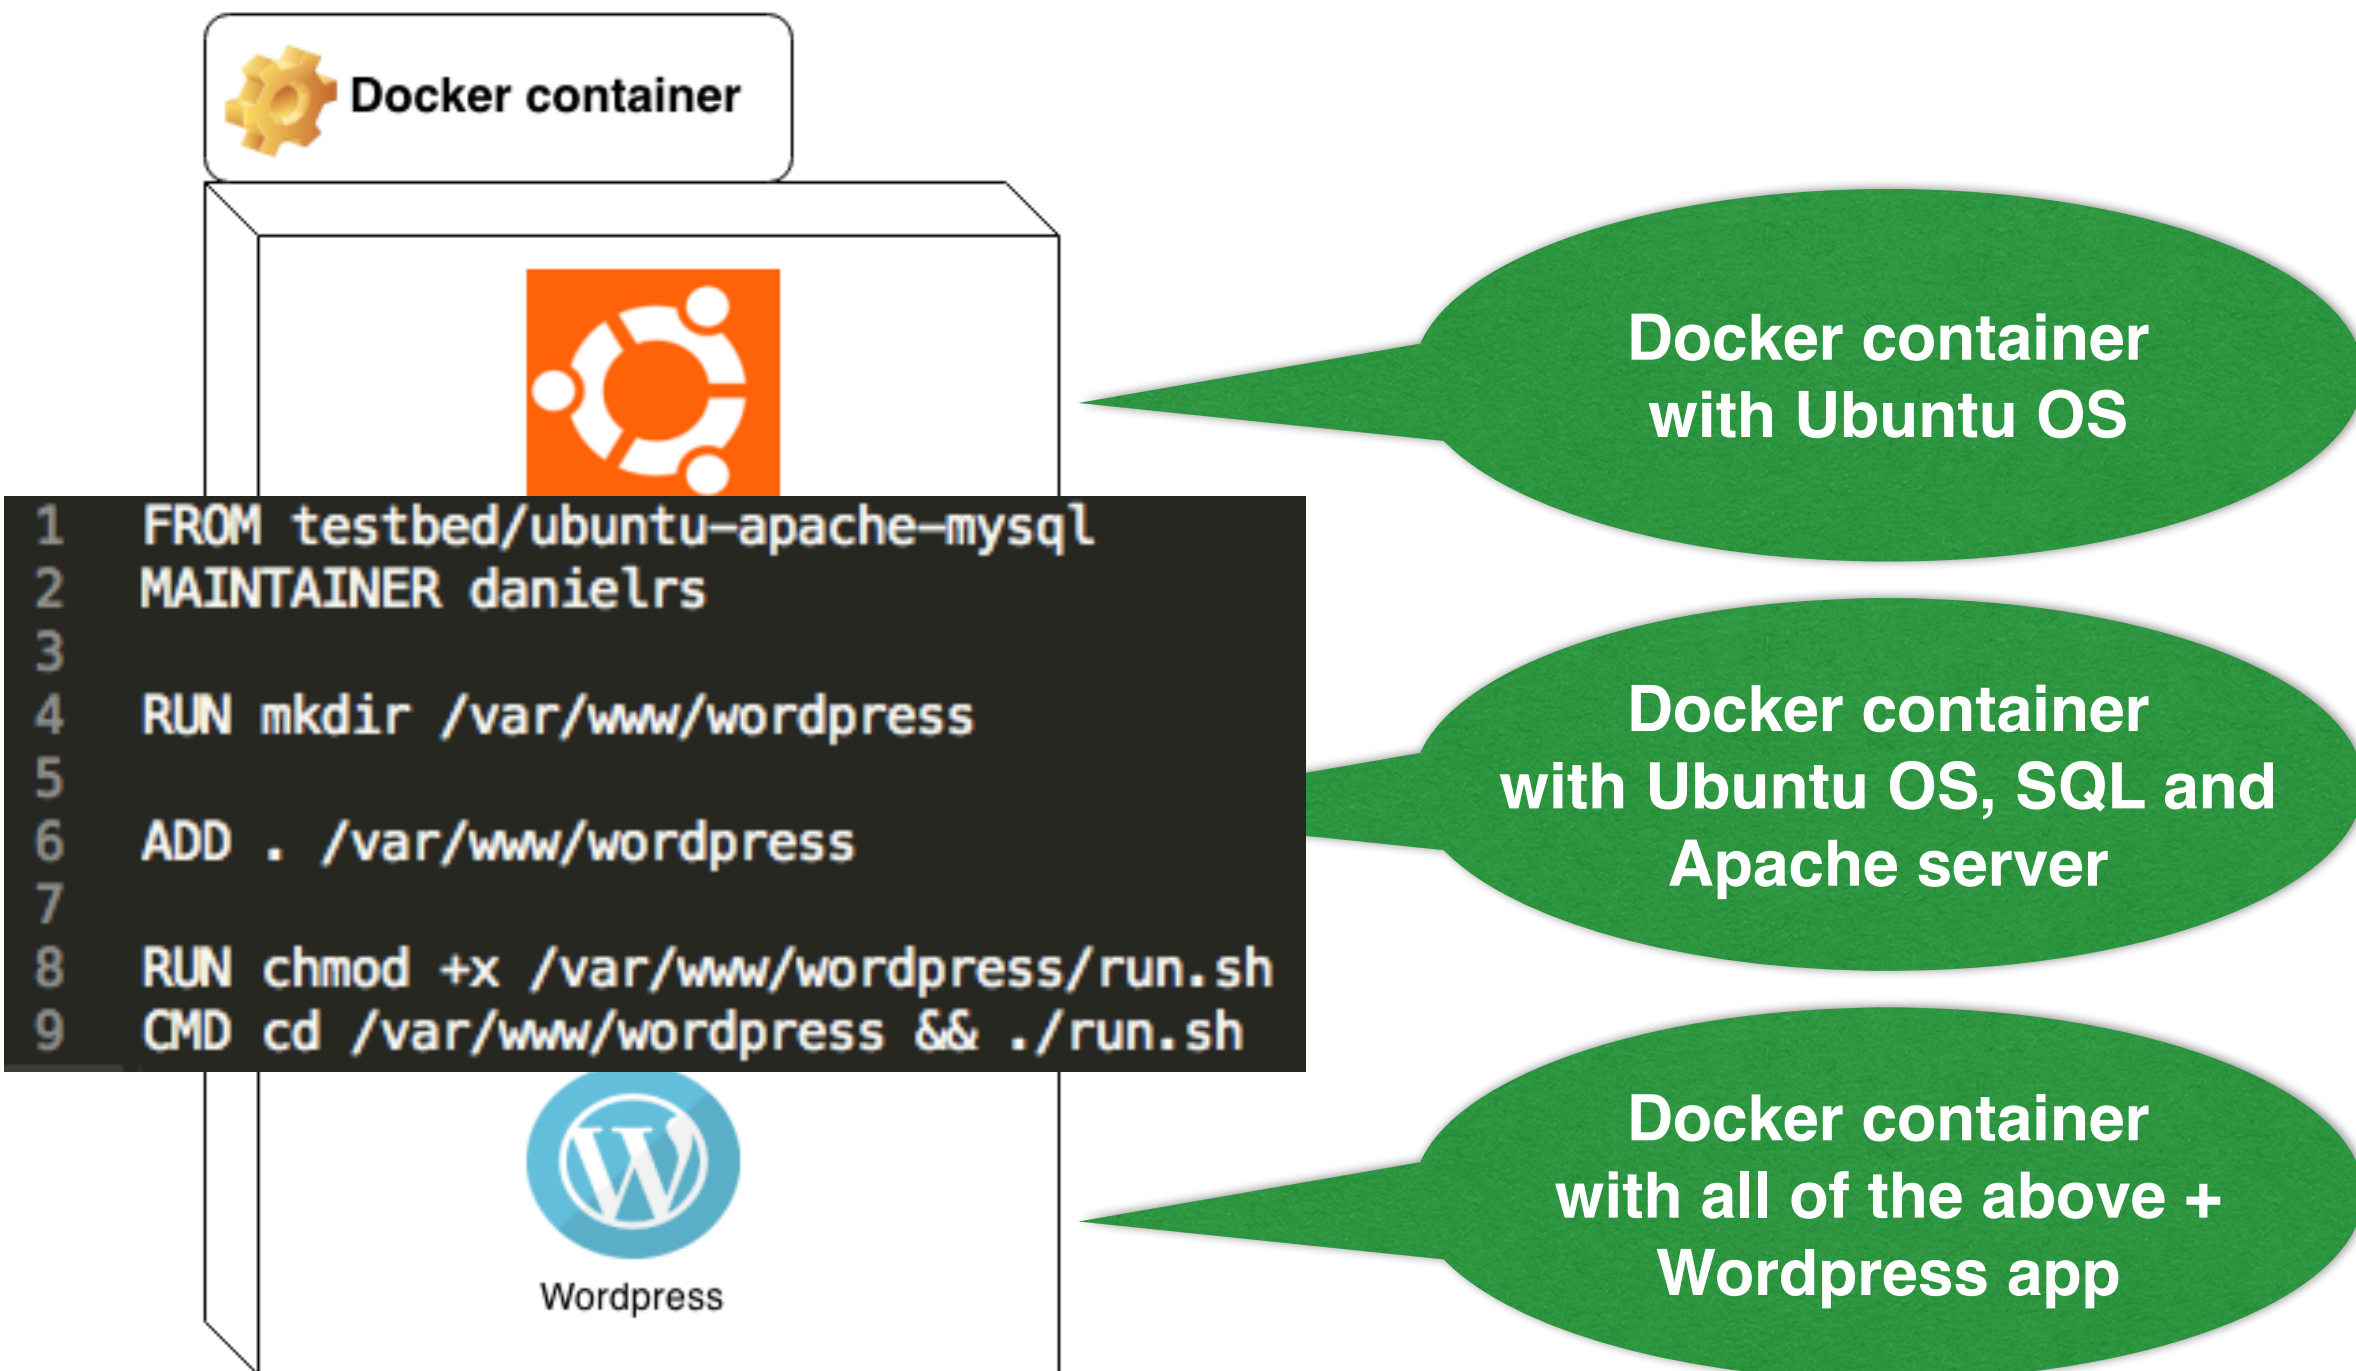 Docker container
Docker container
with Ubuntu OS
1 FROM testbed/ubuntu-apache-mysql
2 MAINTAINER danielrs
3
4 RUN mkdir /var/www/wordpress
5
6 ADD . /var/www/wordpress
7
8 RUN chmod +x /var/www/wordpress/run.sh
9 CMD cd /var/www/wordpress && ./run.sh
Docker container
with Ubuntu OS, SQL and
Apache server
Docker container
with all of the above +
Wordpress app
Wordpress